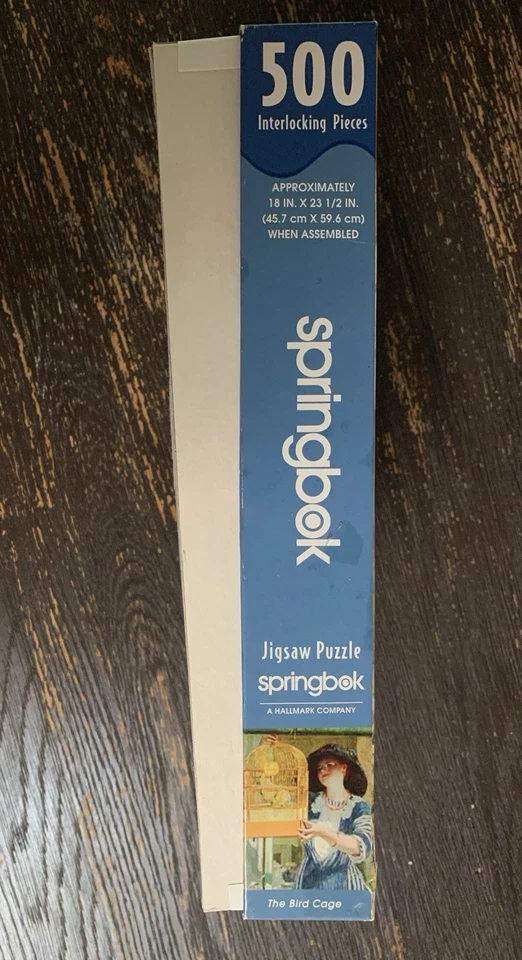 500
Interlocking Pieces
APPROXIMATELY
18 IN. X 23 1/2 IN.
(45.7 cm X 59.6 cm)
WHEN ASSEMBLED
springbok
Jigsaw Puzzle
springbok
A HALLMARK COMPANY
The Bird Cage